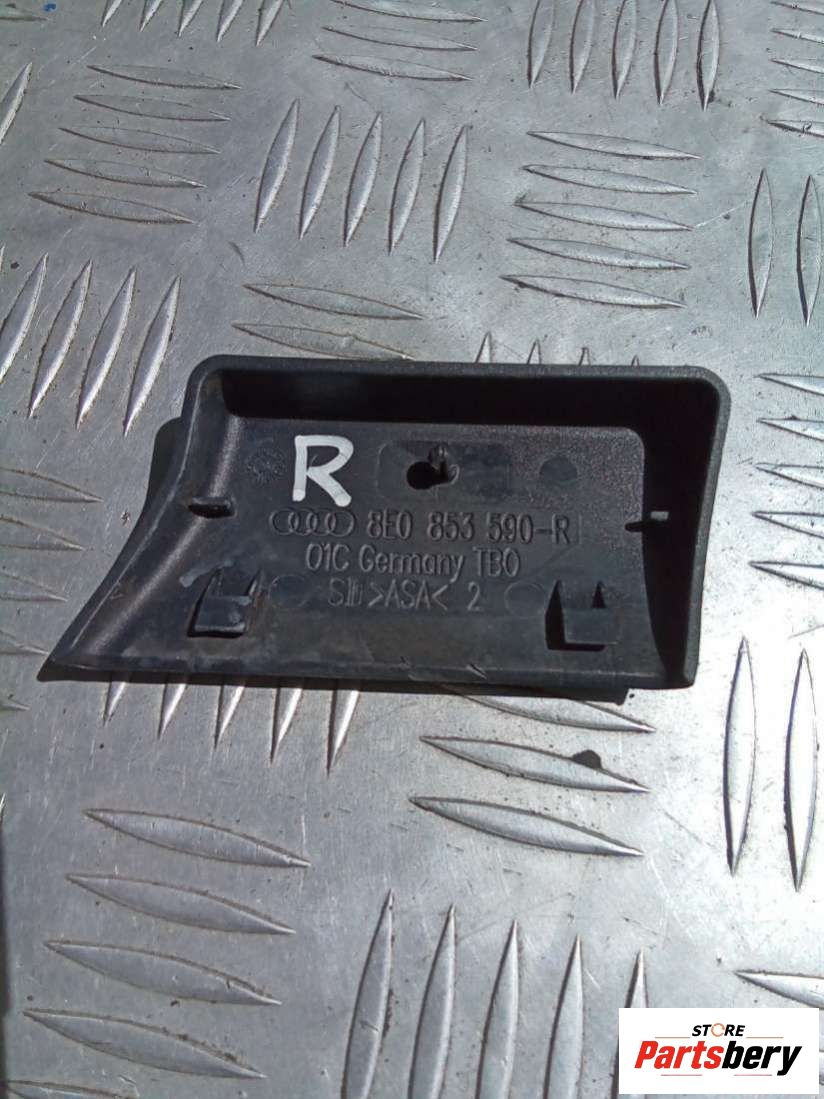 R
8E0 853 590-R
01C Germany TBO
>ASA< 2
STORE
Partsbery